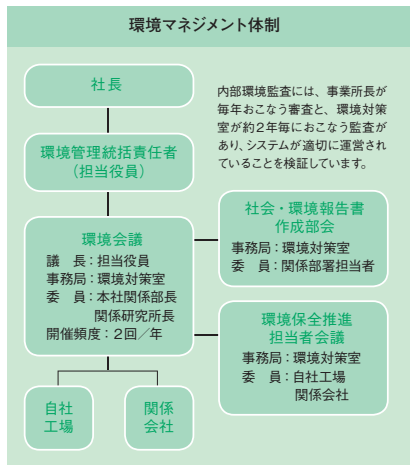 環境マネジメント体制
社長
内部環境監査には、事業所長が
毎年おこなう審査と、環境対策
室が約2年毎におこなう監査が
あり、システムが適切に運営され
ていることを検証しています。
環境管理統括責任者
（担当役員）
環境会議
議　長：担当役員
事務局：環境対策室
委　員：本社関係部長
関係研究所長
開催頻度：2回／年
社会・環境報告書
作成部会
事務局：環境対策室
委　員：関係部署担当者
環境保全推進
担当者会議
事務局：環境対策室
委　員：自社工場
関係会社
自社
工場
関係
会社